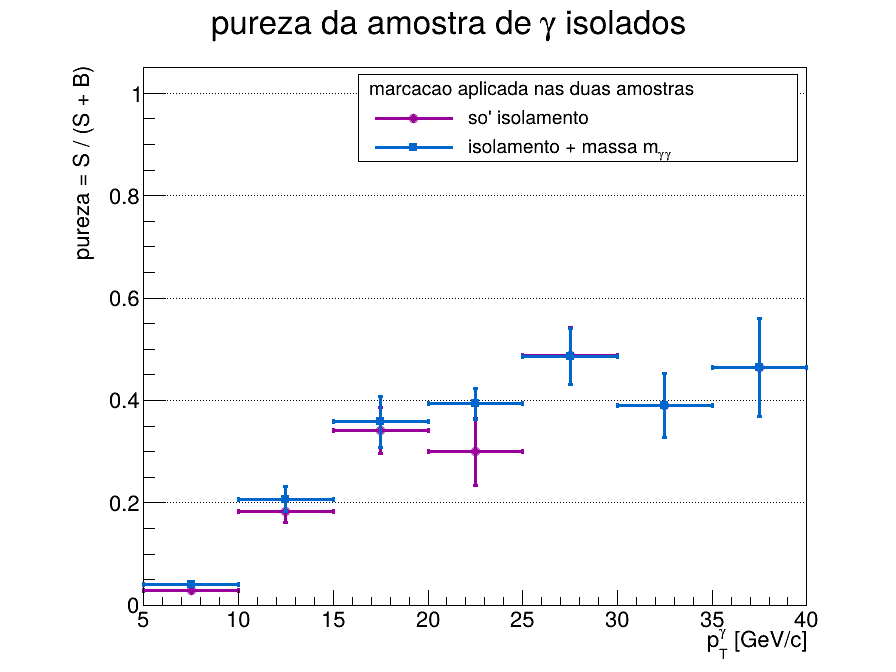 pureza da amostra de γ isolados
pureza = S / (S + B)
marcacao aplicada nas duas amostras
so' isolamento
isolamento + massa mγγ
1
0.8
0.6
0.4
0.2
0
5 10 15 20 25 30 35 40
pTγ [GeV/c]